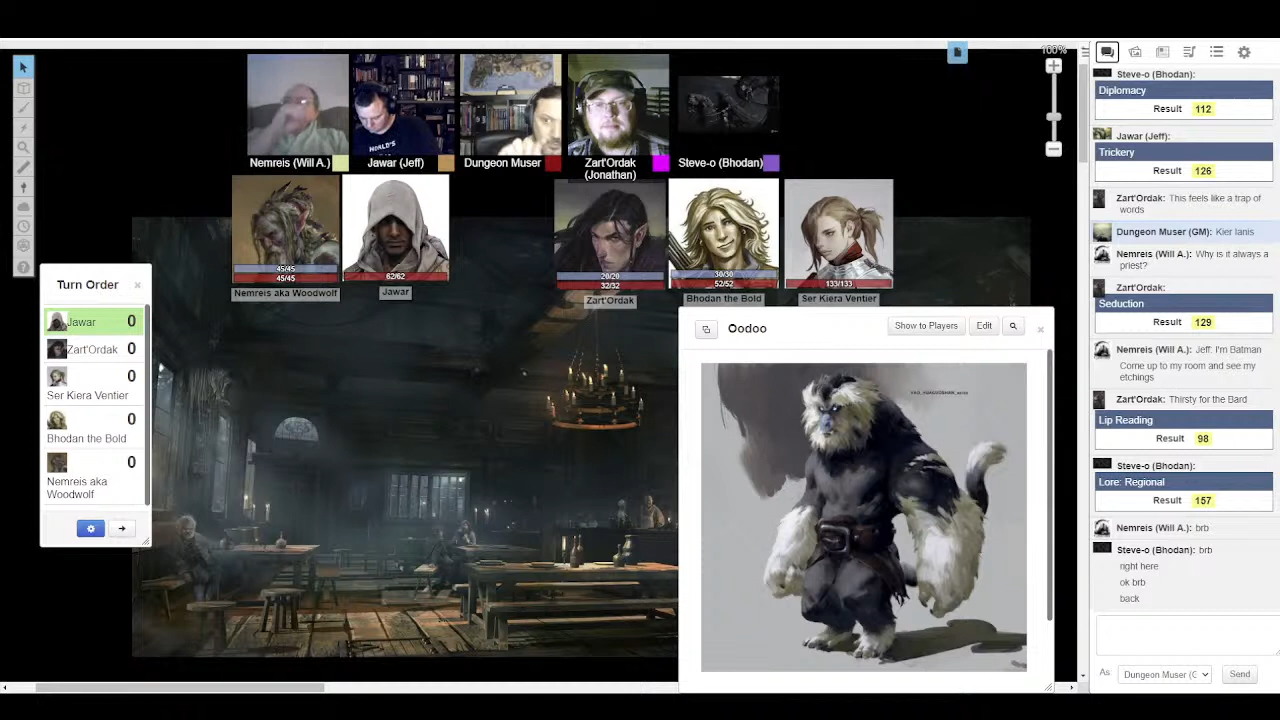 100%
WORLD'S
Nemreis (Will A.)
Jawar (Jeff)
Dungeon Muser
Zart'Ordak
(Jonathan)
Steve-o (Bhodan)
45/45
45/45
Nemreis aka Woodwolf
62/62
Jawar
20/20
32/32
Zart'Ordak
30/30
52/52
Bhodan the Bold
133/133
Ser Kiera Ventier
Turn Order
×
Jawar 0
Zart'Ordak 0
0
Ser Kiera Ventier
0
Bhodan the Bold
0
Nemreis aka
Woodwolf
Oodoo
Show to Players
Edit
×
Steve-o (Bhodan):
Diplomacy
Result 112
Jawar (Jeff):
Trickery
Result 126
Zart'Ordak: This feels like a trap of
words
Dungeon Muser (GM): Kier Ianis
Nemreis (Will A.): Why is it always a
priest?
Zart'Ordak:
Seduction
Result 129
Nemreis (Will A.): Jeff: I'm Batman
Come up to my room and see my
etchings
Zart'Ordak: Thirsty for the Bard
Lip Reading
Result 98
Steve-o (Bhodan):
Lore: Regional
Result 157
Nemreis (Will A.): brb
Steve-o (Bhodan): brb
right here
ok brb
back
As: Dungeon Muser (G
Send